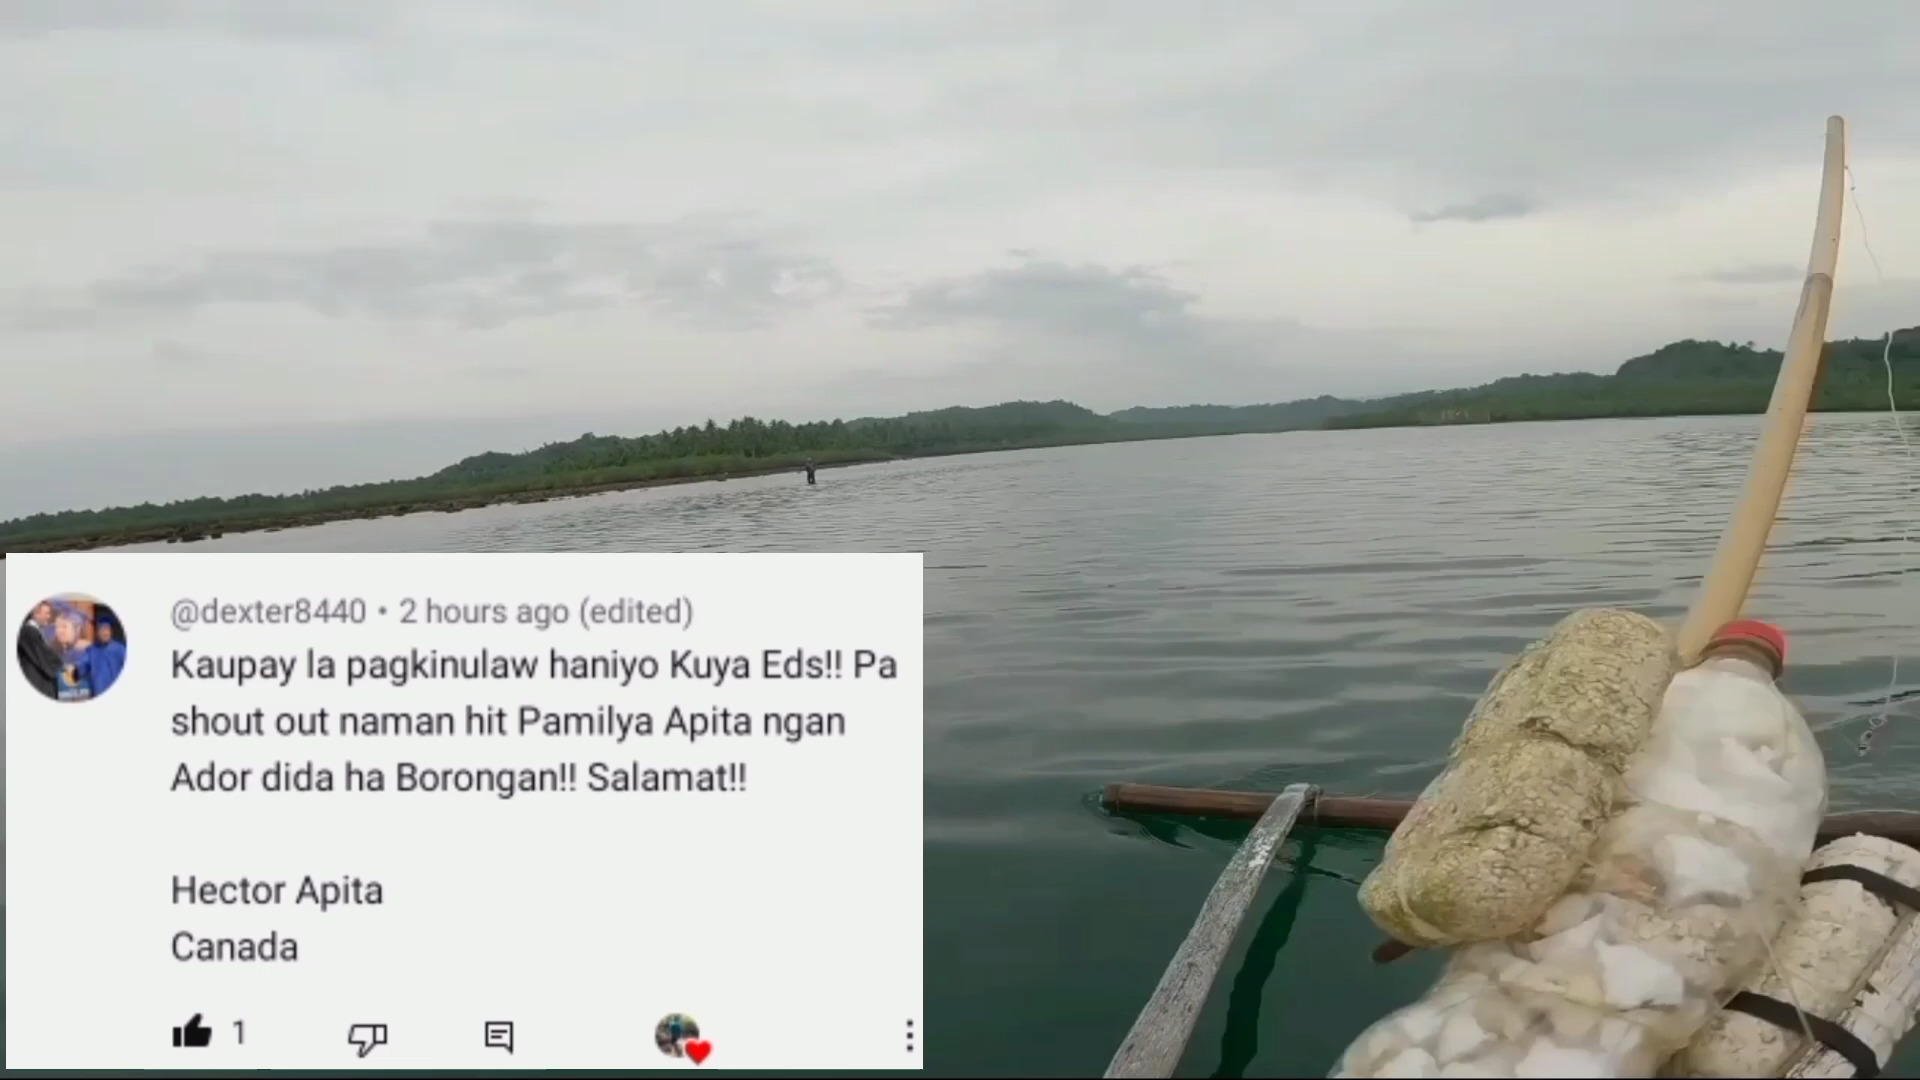 @dexter8440 • 2 hours ago (edited)
Kaupay la pagkinulaw haniyo Kuya Eds!! Pa
shout out naman hit Pamilya Apita ngan
Ador dida ha Borongan!! Salamat!!
Hector Apita
Canada
1